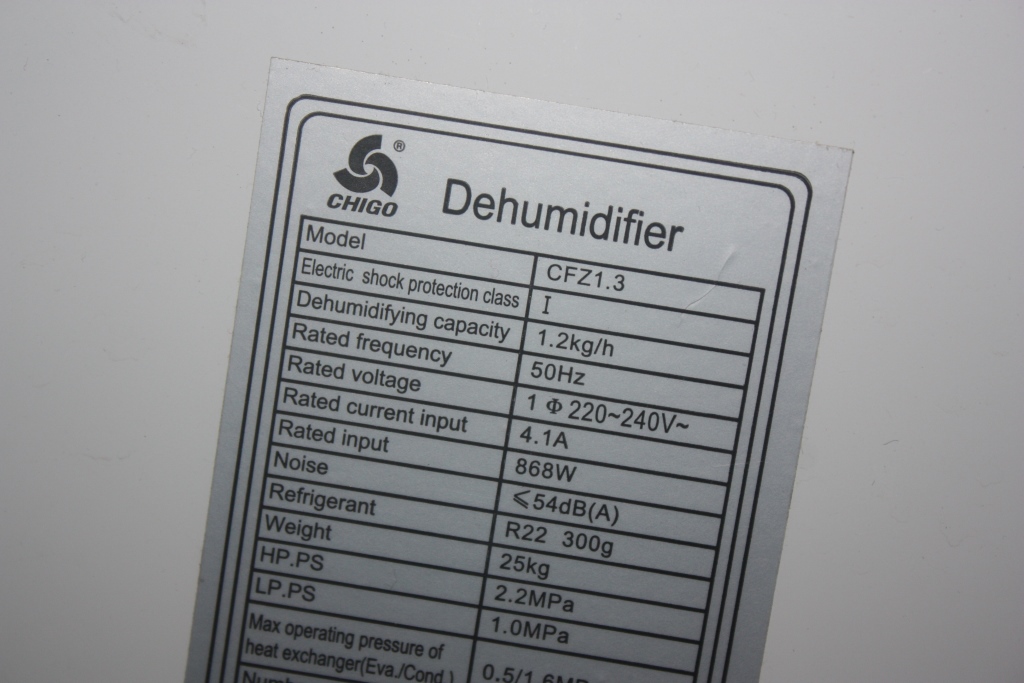 CHIGO ®
Dehumidifier
Model CFZ1.3
Electric shock protection class I
Dehumidifying capacity 1.2kg/h
Rated frequency 50Hz
Rated voltage 1 Φ 220~240V~
Rated current input 4.1A
Rated input 868W
Noise ⩽54dB(A)
Refrigerant R22 300g
Weight 25kg
HP.PS 2.2MPa
LP.PS 1.0MPa
Max operating pressure of
heat exchanger(Eva./Cond.)